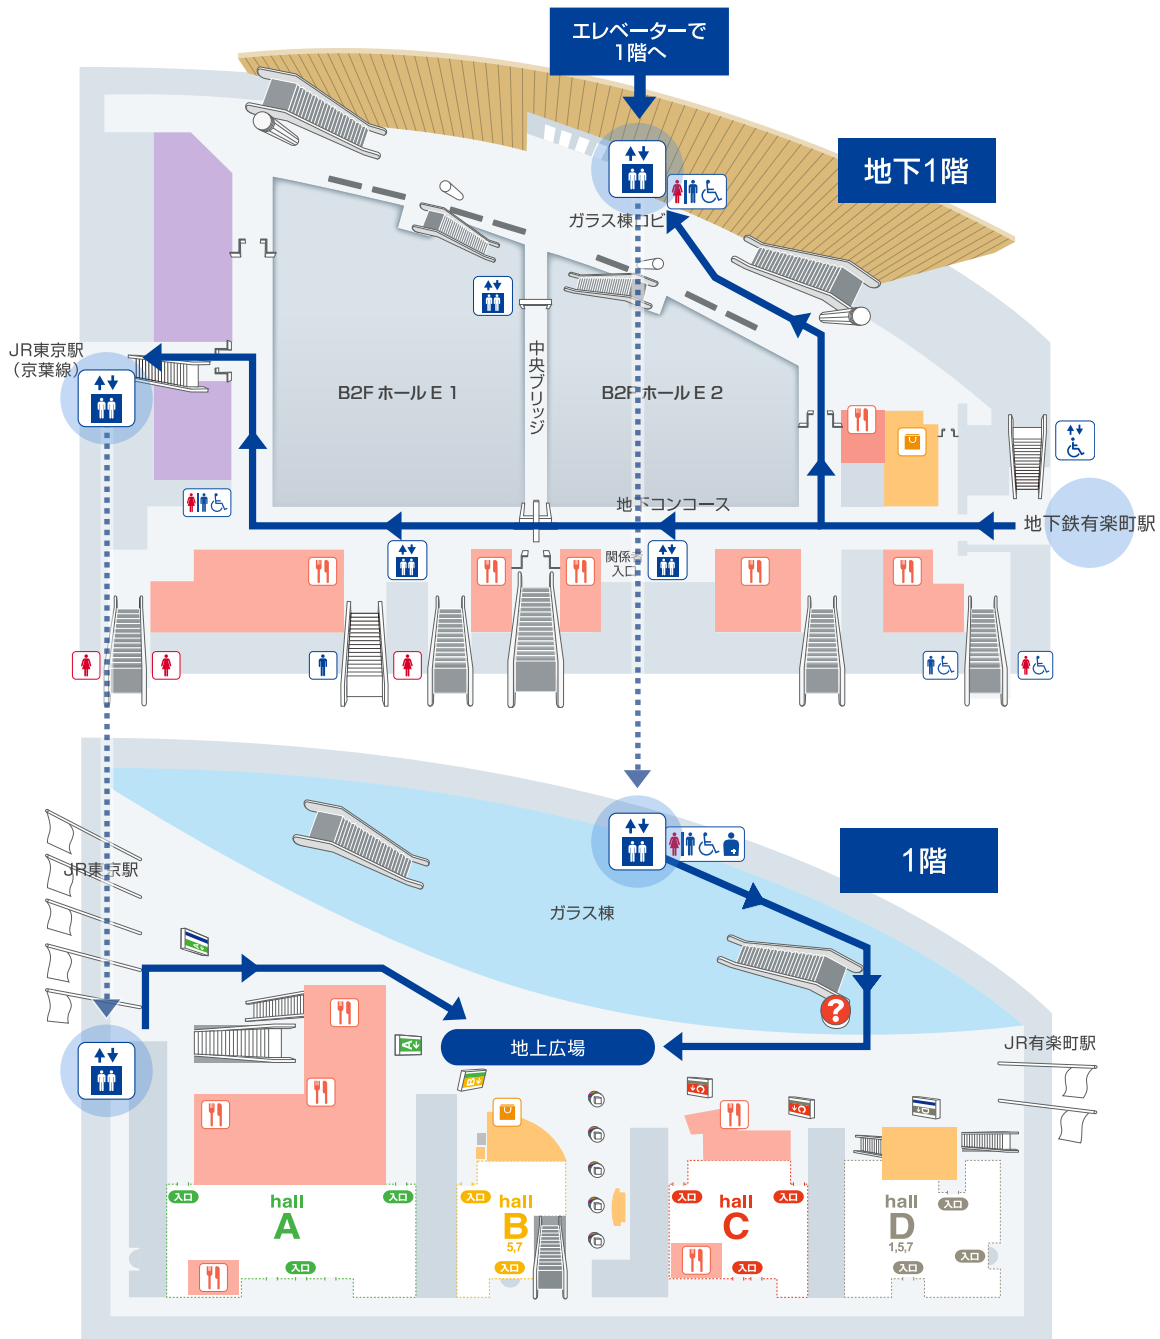 エレベーターで
1階へ
地下1階
ガラス棟ロビー
JR東京駅
（京葉線）
B2F ホール E 1
中央ブリッジ
B2F ホール E 2
地下コンコース
地下鉄有楽町駅
関係者
入口
1階
JR東京駅
ガラス棟
A
?
地上広場
JR有楽町駅
A
B
C
C
D
入口
入口
入口
入口
入口
入口
hall
A
hall
B
5,7
hall
C
hall
D
1,5,7
入口
入口
入口
入口
入口